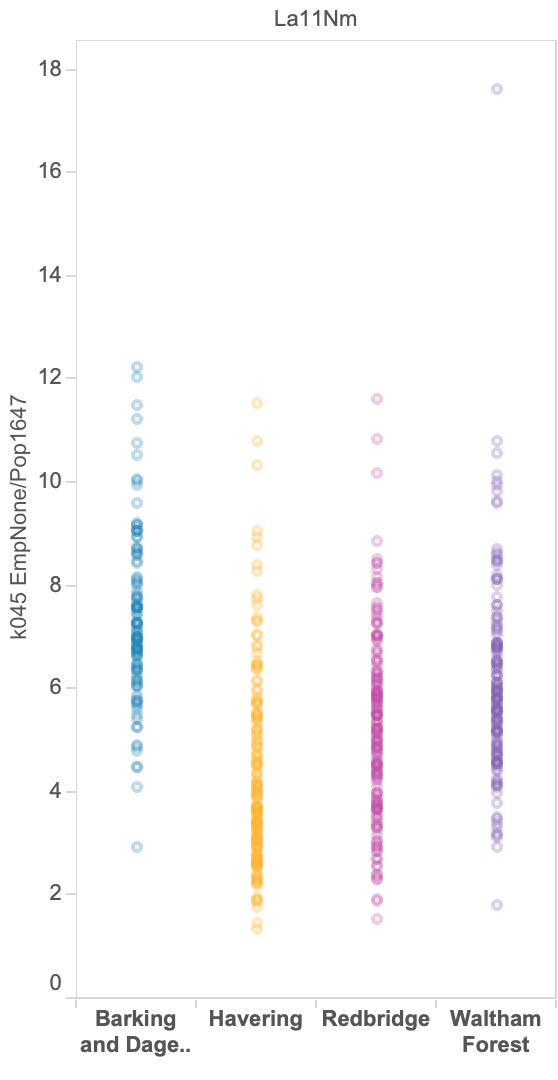 La11Nm
18
16
14
12
10
8
6
4
2
0
k045 EmpNone/Pop1647
Barking
and Dage..
Havering
Redbridge
Waltham
Forest